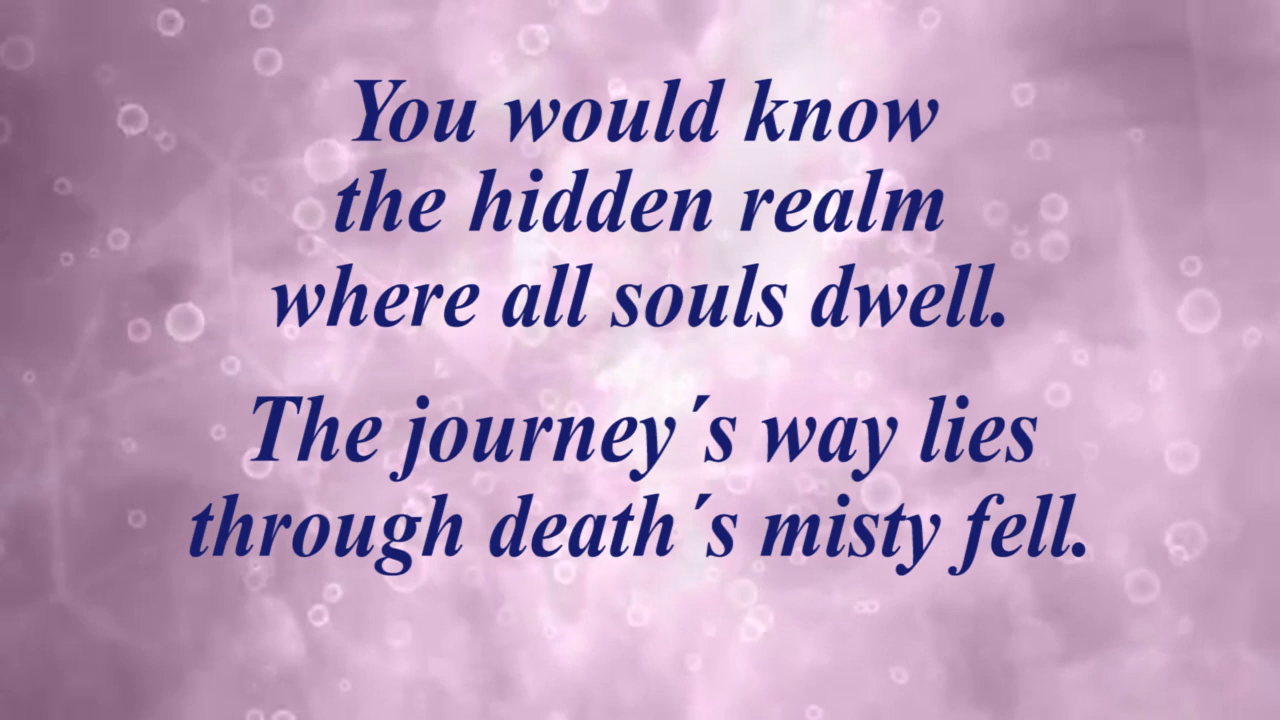 You would know
the hidden realm
where all souls dwell.
The journey´s way lies
through death´s misty fell.